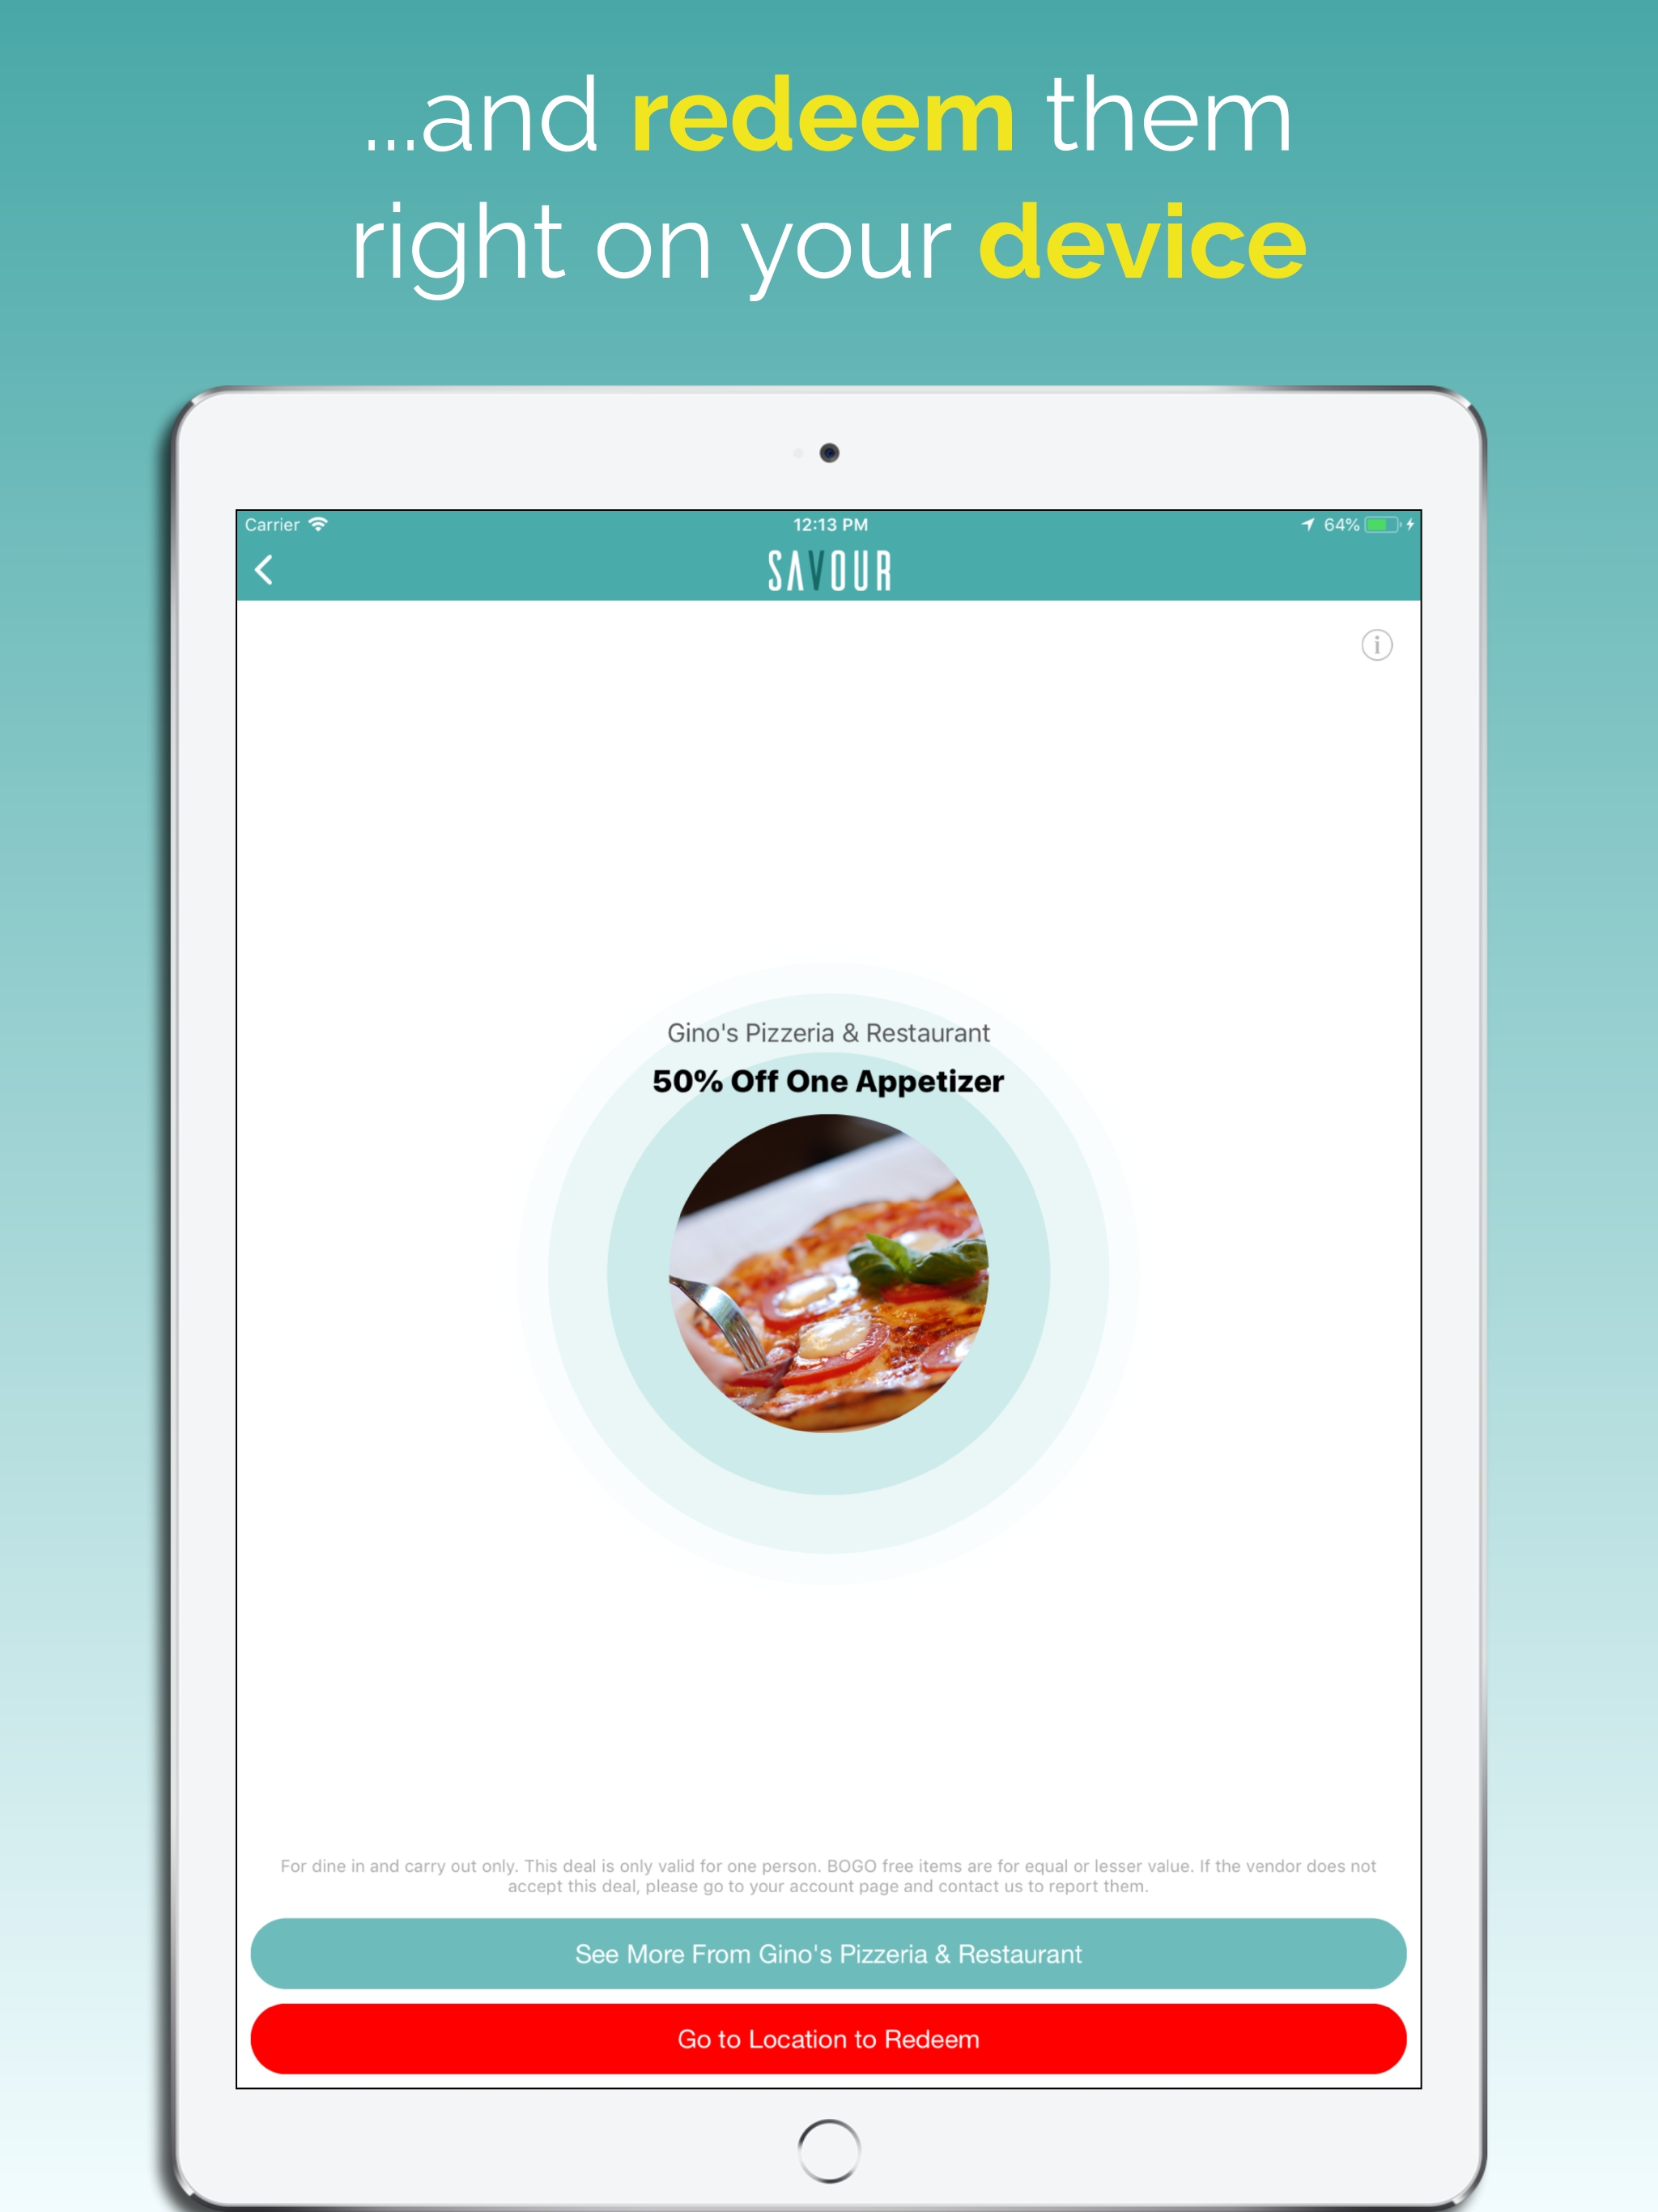 ...and redeem them
right on your device
Carrier 12:13 PM 64%
SAVOUR
i
Gino's Pizzeria & Restaurant
50% Off One Appetizer
For dine in and carry out only. This deal is only valid for one person. BOGO free items are for equal or lesser value. If the vendor does not
accept this deal, please go to your account page and contact us to report them.
See More From Gino's Pizzeria & Restaurant
Go to Location to Redeem